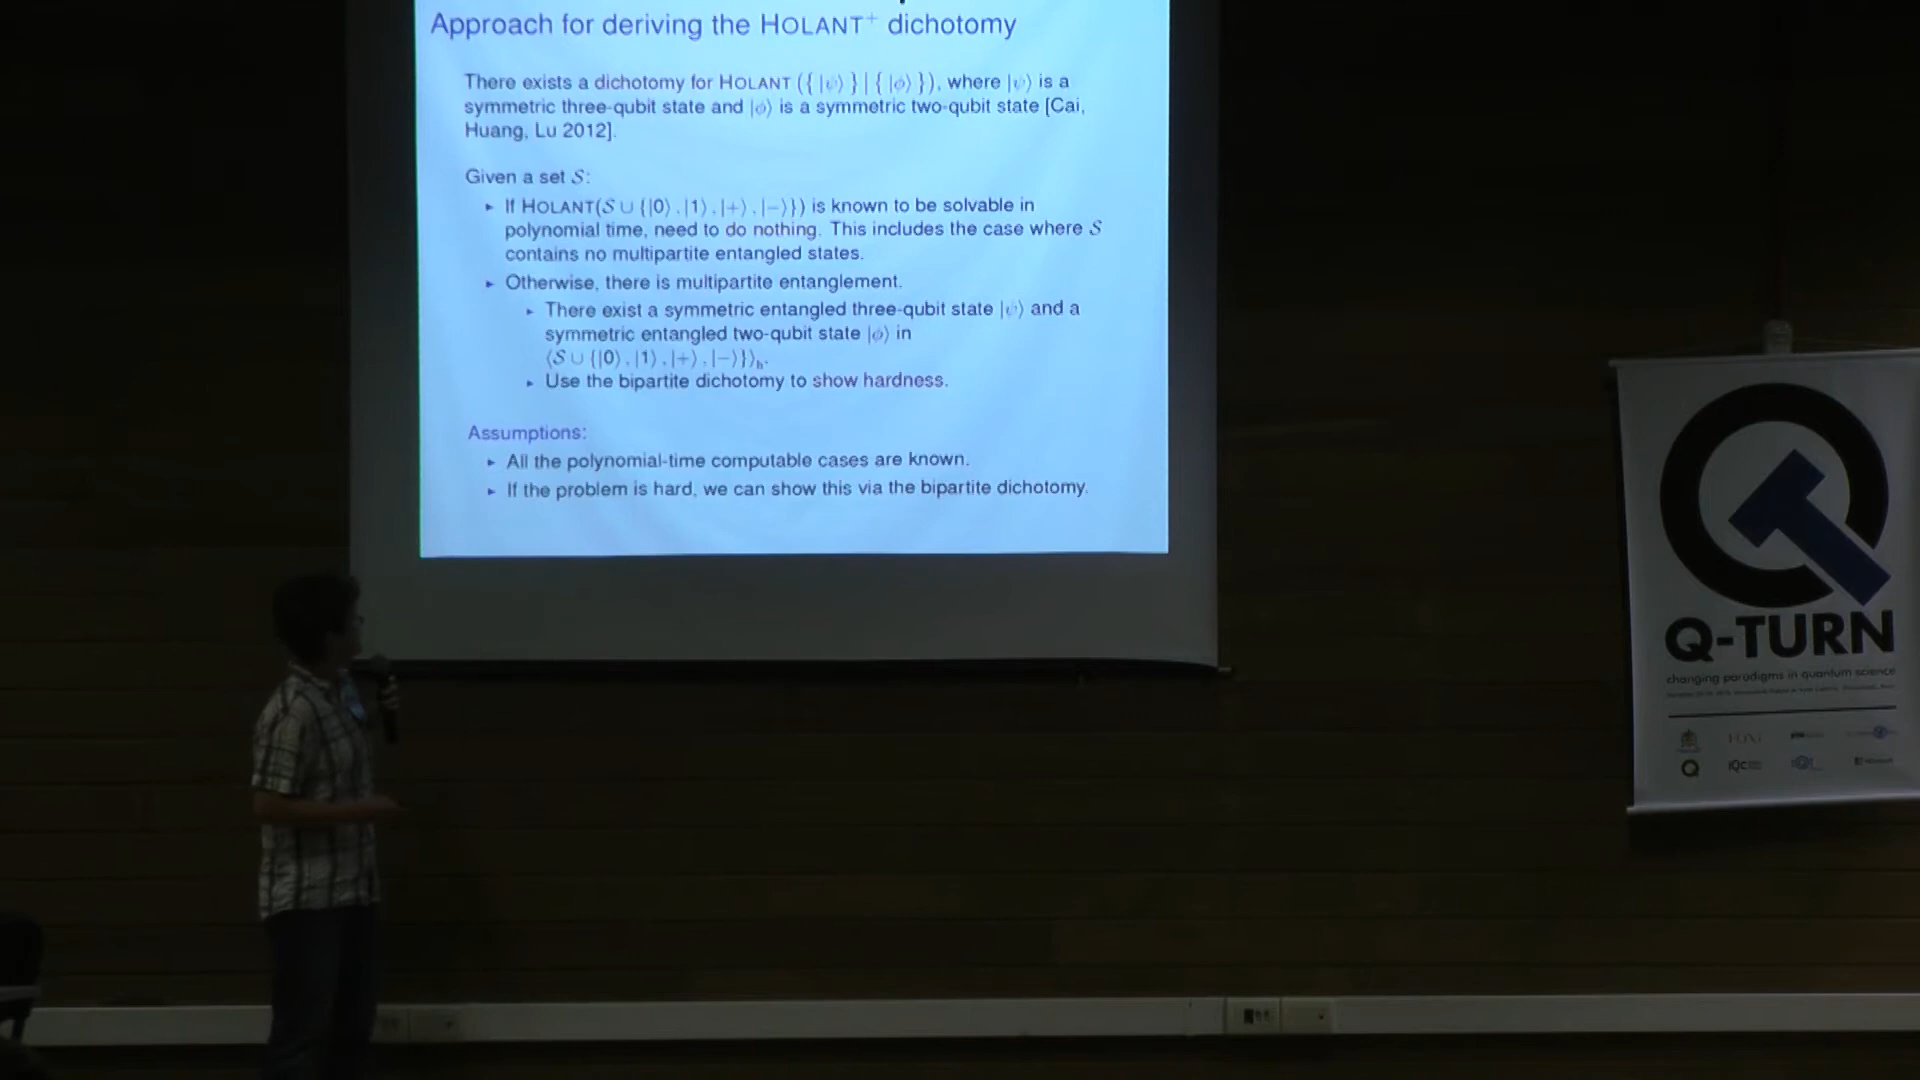 Approach for deriving the HOLANT⁺ dichotomy
There exists a dichotomy for HOLANT ({|ψ⟩} | {|ϕ⟩}), where |ψ⟩ is a
symmetric three-qubit state and |ϕ⟩ is a symmetric two-qubit state [Cai,
Huang, Lu 2012].
Given a set 𝒮:
▸ If HOLANT(𝒮 ∪ {|0⟩, |1⟩, |+⟩, |−⟩}) is known to be solvable in
polynomial time, need to do nothing. This includes the case where 𝒮
contains no multipartite entangled states.
▸ Otherwise, there is multipartite entanglement.
▸ There exist a symmetric entangled three-qubit state |ψ⟩ and a
symmetric entangled two-qubit state |ϕ⟩ in
⟨𝒮 ∪ {|0⟩, |1⟩, |+⟩, |−⟩}⟩ₕ.
▸ Use the bipartite dichotomy to show hardness.
Assumptions:
▸ All the polynomial-time computable cases are known.
▸ If the problem is hard, we can show this via the bipartite dichotomy.
Q-TURN
changing paradigms in quantum science
IQC